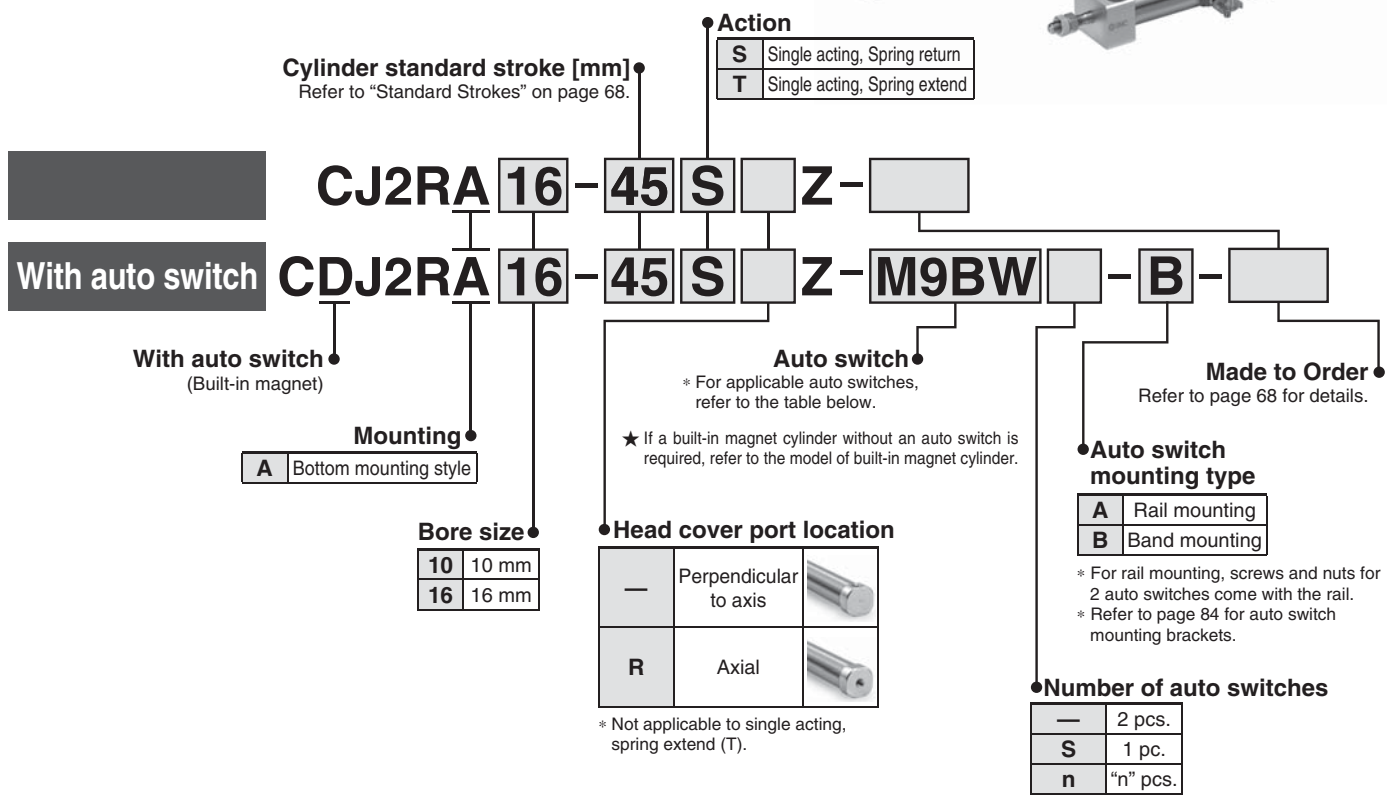 Action
S Single acting, Spring return
T Single acting, Spring extend
Cylinder standard stroke [mm]
Refer to “Standard Strokes” on page 68.
CJ2RA 16 - 45 S Z -
With auto switch CDJ2RA 16 - 45 S Z - M9BW - B -
With auto switch
(Built-in magnet)
Mounting
A Bottom mounting style
Bore size
10 10 mm
16 16 mm
Head cover port location
— Perpendicular
to axis
R Axial
* Not applicable to single acting,
spring extend (T).
Auto switch
* For applicable auto switches,
refer to the table below.
★ If a built-in magnet cylinder without an auto switch is
required, refer to the model of built-in magnet cylinder.
Made to Order
Refer to page 68 for details.
Auto switch
mounting type
A Rail mounting
B Band mounting
* For rail mounting, screws and nuts for
2 auto switches come with the rail.
* Refer to page 84 for auto switch
mounting brackets.
Number of auto switches
— 2 pcs.
S 1 pc.
n “n” pcs.